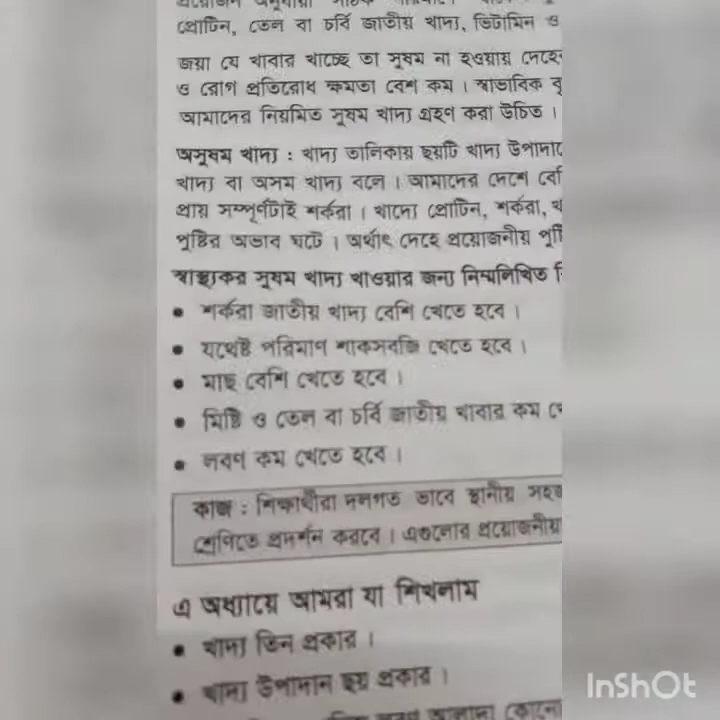 প্রোটিন, তেল বা চর্বি জাতীয় খাদ্য, ভিটামিন ও
জয়া যে খাবার খাচ্ছে তা সুষম না হওয়ায় দেহের
ও রোগ প্রতিরোধ ক্ষমতা বেশ কম । স্বাভাবিক বৃ
আমাদের নিয়মিত সুষম খাদ্য গ্রহণ করা উচিত ।
অসুষম খাদ্য : খাদ্য তালিকায় ছয়টি খাদ্য উপাদানে
খাদ্য বা অসম খাদ্য বলে । আমাদের দেশে বেশি
প্রায় সম্পূর্ণটাই শর্করা । খাদ্যে প্রোটিন, শর্করা, খ
পুষ্টির অভাব ঘটে । অর্থাৎ দেহে প্রয়োজনীয় পুষ্টি
স্বাস্থ্যকর সুষম খাদ্য খাওয়ার জন্য নিম্নলিখিত নি
• শর্করা জাতীয় খাদ্য বেশি খেতে হবে ।
• যথেষ্ট পরিমাণ শাকসবজি খেতে হবে ।
• মাছ বেশি খেতে হবে ।
• মিষ্টি ও তেল বা চর্বি জাতীয় খাবার কম খে
• লবণ কম খেতে হবে ।
কাজ : শিক্ষার্থীরা দলগত ভাবে স্থানীয় সহজ
শ্রেণিতে প্রদর্শন করবে । এগুলোর প্রয়োজনীয়
এ অধ্যায়ে আমরা যা শিখলাম
• খাদ্য তিন প্রকার ।
• খাদ্য উপাদান ছয় প্রকার ।
InShOt